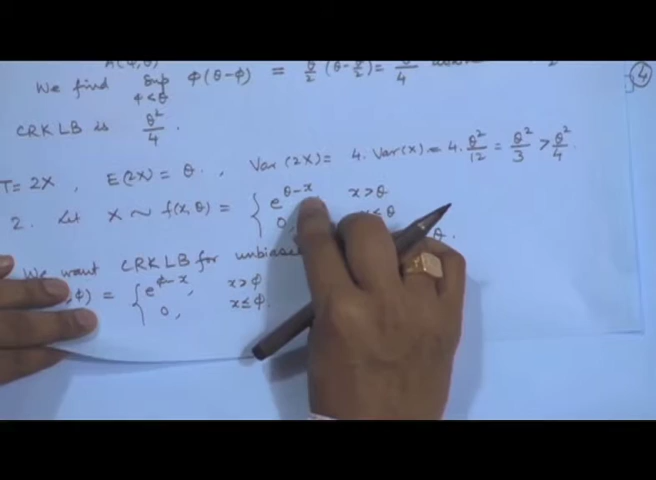 A(φ, θ)
We find Sup φ(θ-φ) = θ/2 (θ-θ/2) = θ²/4
φ<θ
④
CRKLB is θ²/4 .
T = 2X , E(2X) = θ , Var(2X) = 4. Var(X) = 4. θ²/12 = θ²/3 > θ²/4 .
2. Let X ~ f(x, θ) = { e^(θ-x) x > θ
0, x ≤ θ
We want CRKLB for unbiased θ.
, φ) = { e^(φ-x) , x > φ
0, x ≤ φ.